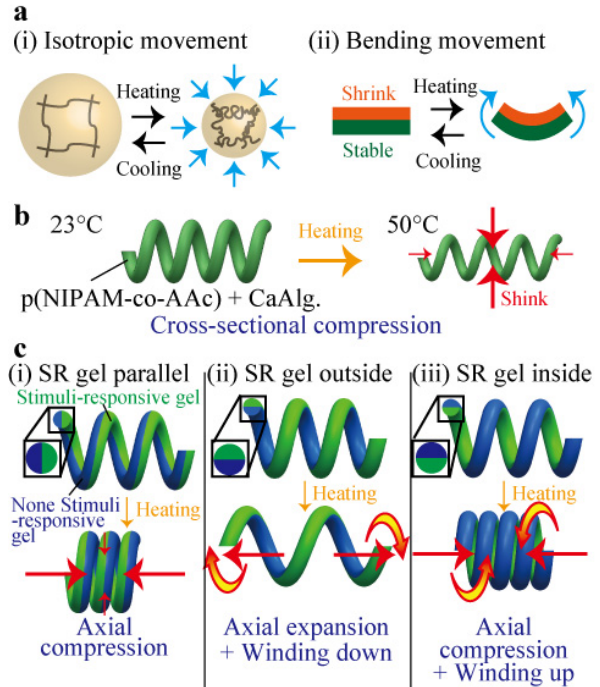 a
(i) Isotropic movement
Heating
Cooling
(ii) Bending movement
Shrink
Stable
Heating
Cooling
b
23°C
Heating
50°C
Shink
p(NIPAM-co-AAc) + CaAlg.
Cross-sectional compression
c
(i) SR gel parallel
Stimuli-responsive gel
None Stimuli
-responsive
gel
Heating
Axial
compression
(ii) SR gel outside
Heating
Axial expansion
+ Winding down
(iii) SR gel inside
Heating
Axial
compression
+ Winding up